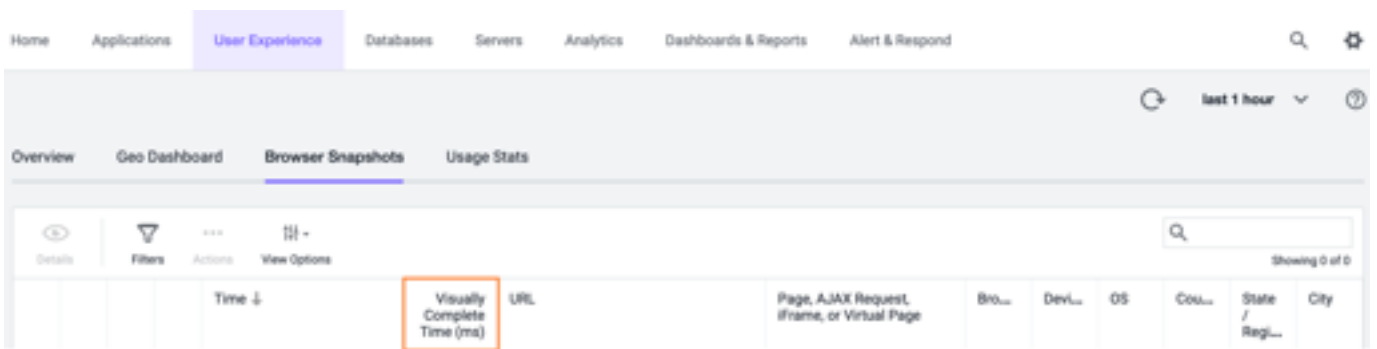 Home Applications User Experience Databases Servers Analytics Dashboards & Reports Alert & Respond
last 1 hour
Overview Geo Dashboard Browser Snapshots Usage Stats
Details Filters Actions View Options
Showing 0 of 0
Time ↓ Visually URL Page, AJAX Request, Bro... Devi... OS Cou... State City
Complete iFrame, or Virtual Page /
Time (ms) Regi...